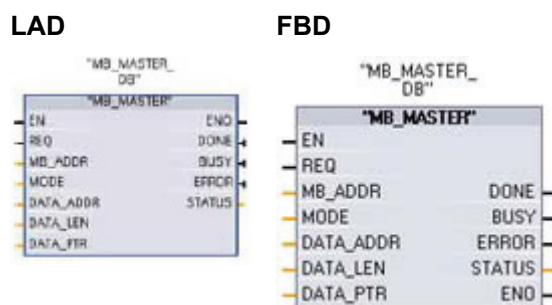 LAD
FBD
"MB_MASTER_
DB"
"MB_MASTER"
EN ENO
REQ DONE
MB_ADDR BUSY
MODE ERROR
DATA_ADDR STATUS
DATA_LEN
DATA_PTR
"MB_MASTER_
DB"
"MB_MASTER"
EN
REQ
MB_ADDR DONE
MODE BUSY
DATA_ADDR ERROR
DATA_LEN STATUS
DATA_PTR ENO